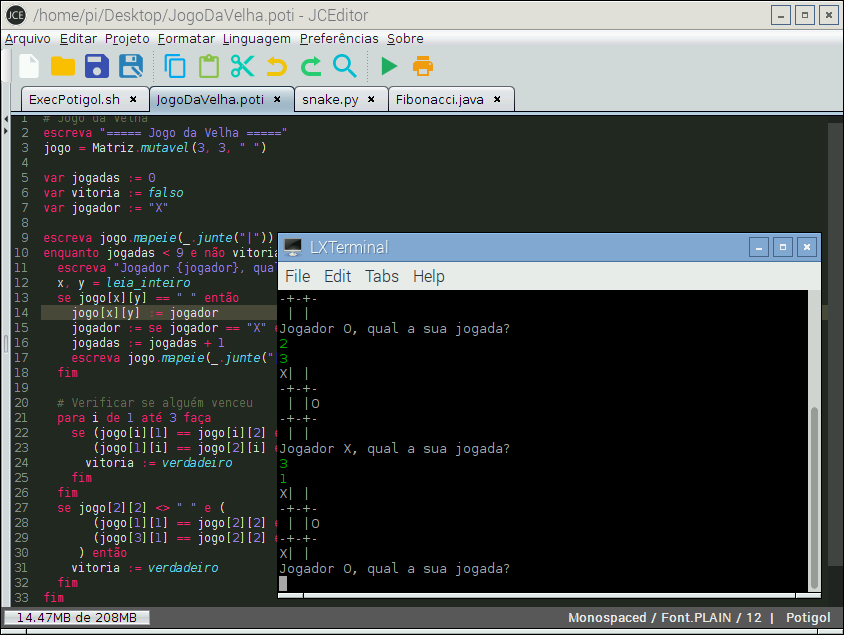 JCE /home/pi/Desktop/JogoDaVelha.poti - JCEditor
Arquivo Editar Projeto Formatar Linguagem Preferências Sobre
ExecPotigol.sh × JogoDaVelha.poti × snake.py × Fibonacci.java ×
1 # Jogo da Velha
2 escreva "===== Jogo da Velha ====="
3 jogo = Matriz.mutavel(3, 3, " ")
4
5 var jogadas := 0
6 var vitoria := falso
7 var jogador := "X"
8
9 escreva jogo.mapeie(_.junte("|"))
10 enquanto jogadas < 9 e não vitoria
11 escreva "Jogador {jogador}, qua
12 x, y = leia_inteiro
13 se jogo[x][y] == " " então
14 jogo[x][y] := jogador
15 jogador := se jogador == "X"
16 jogadas := jogadas + 1
17 escreva jogo.mapeie(_.junte("
18 fim
19
20 # Verificar se alguém venceu
21 para i de 1 até 3 faça
22 se (jogo[i][1] == jogo[i][2]
23 (jogo[1][i] == jogo[2][i]
24 vitoria := verdadeiro
25 fim
26 fim
27 se jogo[2][2] <> " " e (
28 (jogo[1][1] == jogo[2][2]
29 (jogo[3][1] == jogo[2][2]
30 ) então
31 vitoria := verdadeiro
32 fim
33 fim
LXTerminal
File Edit Tabs Help
-+-+-
 | |
Jogador O, qual a sua jogada?
2
3
X| |
-+-+-
 | |O
-+-+-
 | |
Jogador X, qual a sua jogada?
3
1
X| |
-+-+-
 | |O
-+-+-
X| |
Jogador O, qual a sua jogada?
14.47MB de 208MB Monospaced / Font.PLAIN / 12 | Potigol